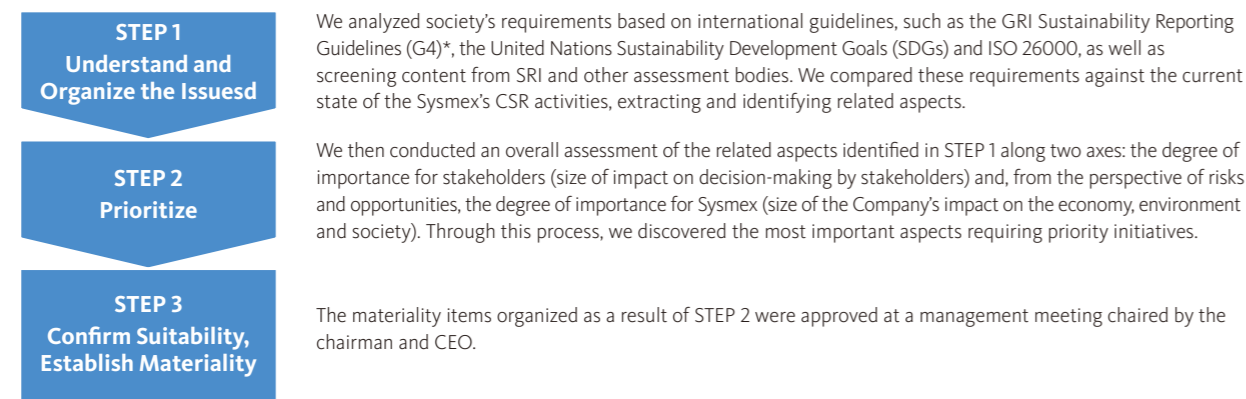 STEP 1
Understand and
Organize the Issuesd
We analyzed society’s requirements based on international guidelines, such as the GRI Sustainability Reporting
Guidelines (G4)*, the United Nations Sustainability Development Goals (SDGs) and ISO 26000, as well as
screening content from SRI and other assessment bodies. We compared these requirements against the current
state of the Sysmex’s CSR activities, extracting and identifying related aspects.
STEP 2
Prioritize
We then conducted an overall assessment of the related aspects identified in STEP 1 along two axes: the degree of
importance for stakeholders (size of impact on decision-making by stakeholders) and, from the perspective of risks
and opportunities, the degree of importance for Sysmex (size of the Company’s impact on the economy, environment
and society). Through this process, we discovered the most important aspects requiring priority initiatives.
STEP 3
Confirm Suitability,
Establish Materiality
The materiality items organized as a result of STEP 2 were approved at a management meeting chaired by the
chairman and CEO.